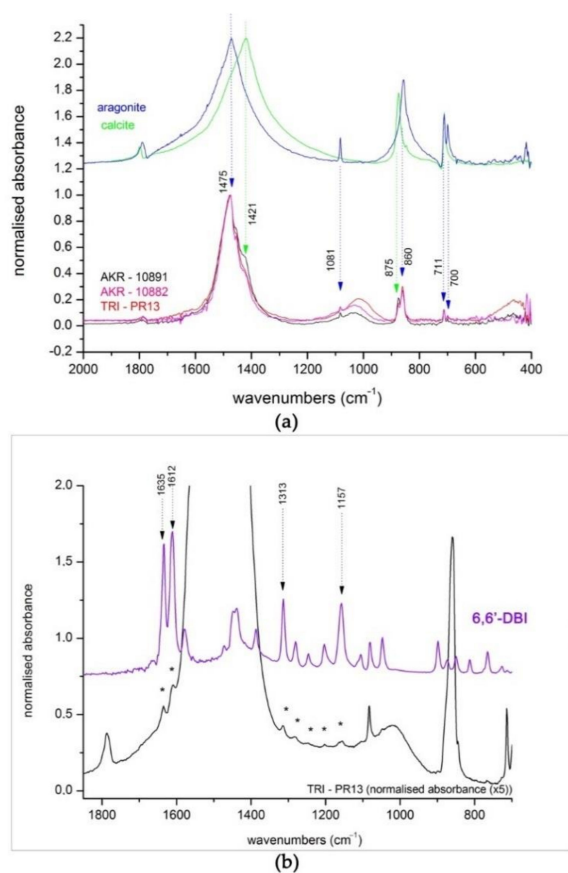 2.2
2.0
1.8
1.6
1.4
1.2
1.0
0.8
0.6
0.4
0.2
0.0
-0.2
normalised absorbance
aragonite
calcite
1475
1421
1081
875
860
711
700
AKR - 10891
AKR - 10882
TRI - PR13
2000 1800 1600 1400 1200 1000 800 600 400
wavenumbers (cm⁻¹)
(a)
2.0
1.5
1.0
0.5
0.0
normalised absorbance
1635
1612
1313
1157
6,6'-DBI
* * * * * * *
TRI - PR13 (normalised absorbance (x5))
1800 1600 1400 1200 1000 800
wavenumbers (cm⁻¹)
(b)